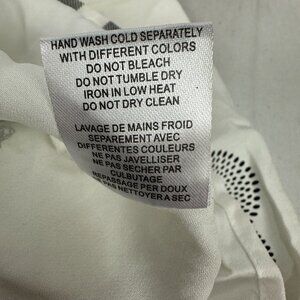 HAND WASH COLD SEPARATELY
WITH DIFFERENT COLORS
DO NOT BLEACH
DO NOT TUMBLE DRY
IRON IN LOW HEAT
DO NOT DRY CLEAN
LAVAGE DE MAINS FROID
SEPAREMENT AVEC
DIFFERENTES COULEURS
NE PAS JAVELLISER
NE PAS SECHER PAR
CULBUTAGE
REPASSAGE PER DOUX
NE PAS NETTOYER A SEC